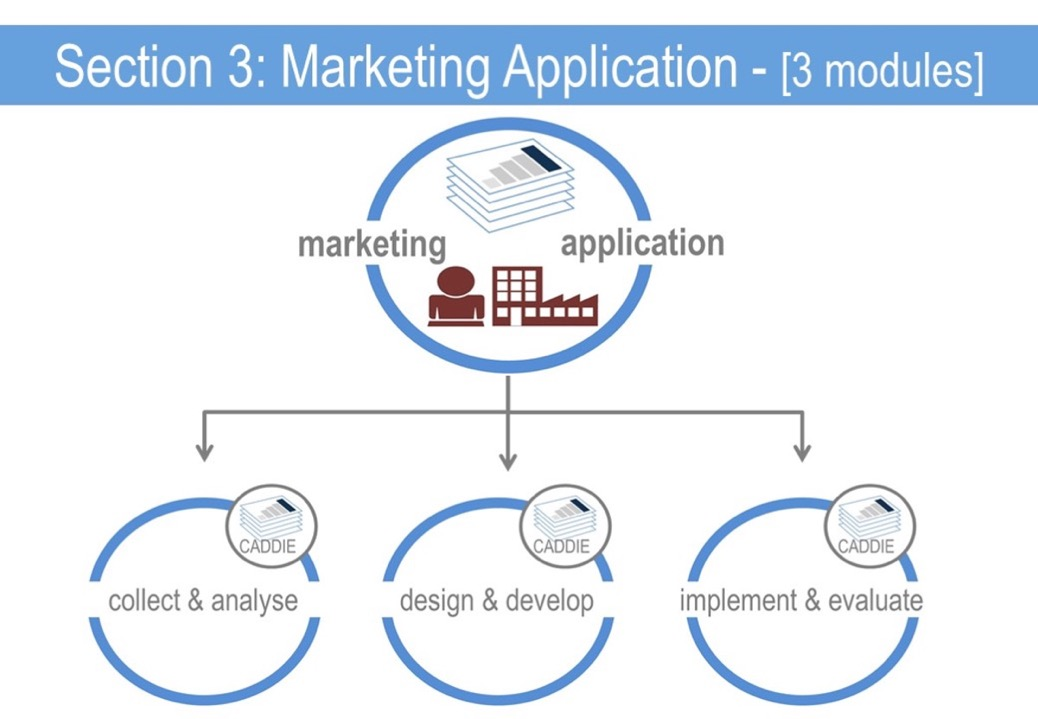 Section 3: Marketing Application - [3 modules]
marketing application
CADDIE CADDIE CADDIE
collect & analyse design & develop implement & evaluate